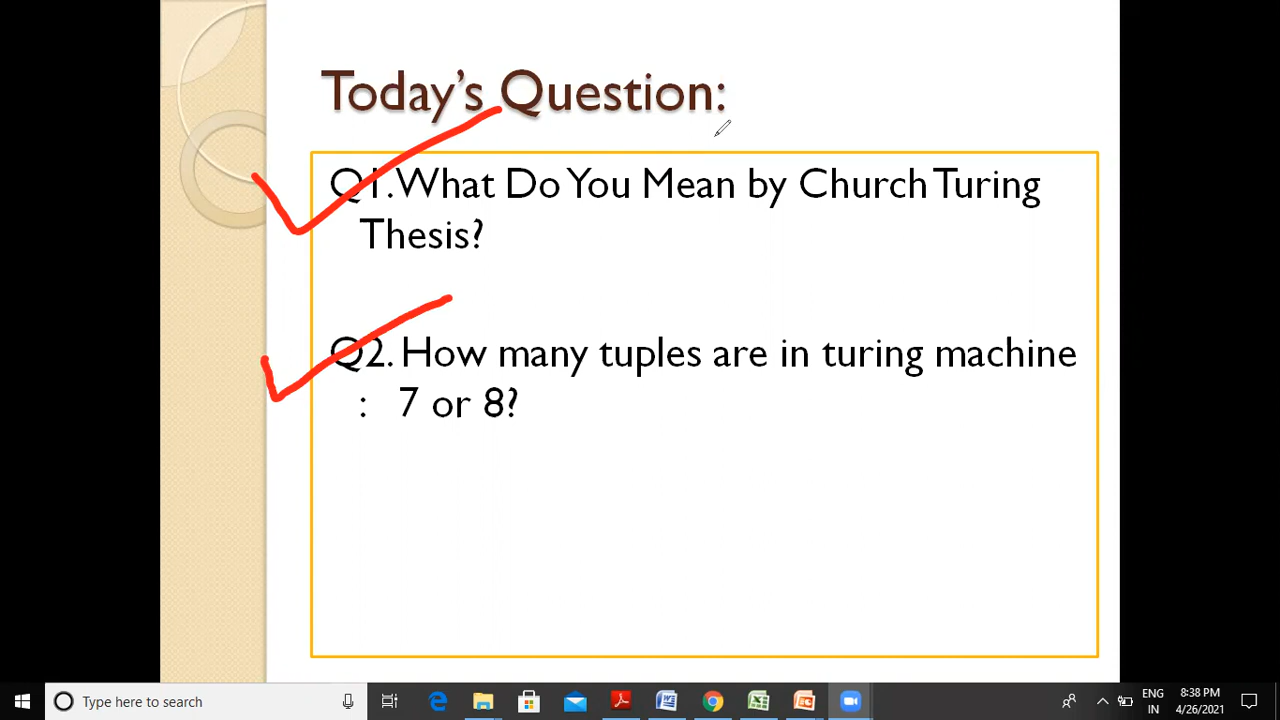 Today's Question:
Q1.What Do You Mean by Church Turing
Thesis?
Q2. How many tuples are in turing machine
: 7 or 8?
Type here to search
ENG
IN
8:38 PM
4/26/2021